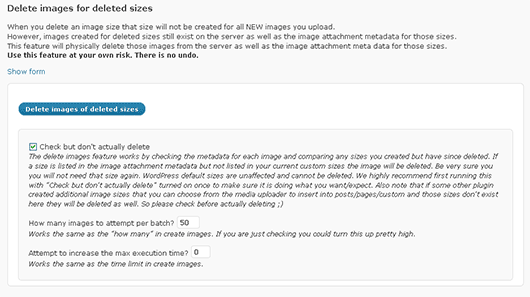 Delete images for deleted sizes
When you delete an image size that size will not be created for all NEW images you upload.
However, images created for deleted sizes still exist on the server as well as the image attachment metadata for those sizes.
This feature will physically delete those images from the server as well as the image attachment meta data for those sizes.
Use this feature at your own risk. There is no undo.
Show form
Delete images of deleted sizes
Check but don't actually delete
The delete images feature works by checking the metadata for each image and comparing any sizes you created but have since deleted. If
a size is listed in the image attachment metadata but not listed in your current custom sizes the image will be deleted. Be very sure you
you will not need that size again. WordPress default sizes are unaffected and cannot be deleted. We highly recommend first running this
with "Check but don't actually delete" turned on once to make sure it is doing what you want/expect. Also note that if some other plugin
created additional image sizes that you can choose from the media uploader to insert into posts/pages/custom and those sizes don't exist
here they will be deleted as well. So please check before actually deleting ;)
How many images to attempt per batch? 50
Works the same as the "how many" in create images. If you are just checking you could turn this up pretty high.
Attempt to increase the max execution time? 0
Works the same as the time limit in create images.